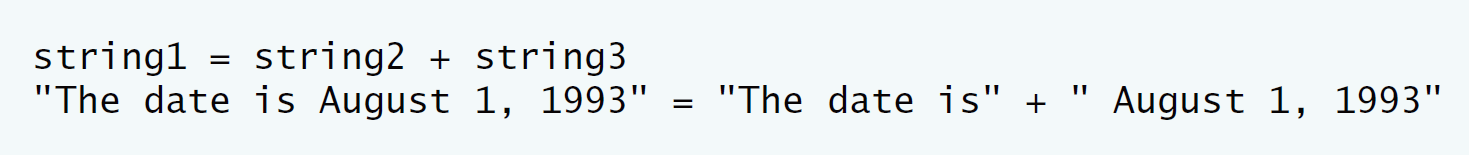 string1 = string2 + string3
"The date is August 1, 1993" = "The date is" + " August 1, 1993"